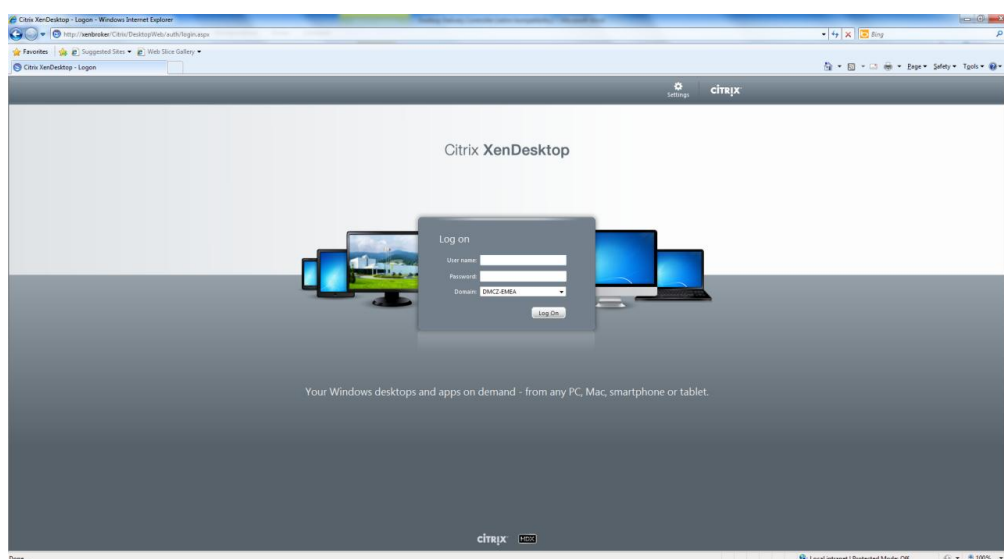 Citrix XenDesktop - Logon - Windows Internet Explorer
http://xenbroker/Citrix/DesktopWeb/auth/login.aspx
Bing
Favorites Suggested Sites Web Slice Gallery
Citrix XenDesktop - Logon
Page Safety Tools
Settings CITRIX
Citrix XenDesktop
Log on
User name:
Password:
Domain: DMCZ-EMEA
Log On
Your Windows desktops and apps on demand - from any PC, Mac, smartphone or tablet.
CITRIX HDX
Done
Local intranet | Protected Mode: Off
100%